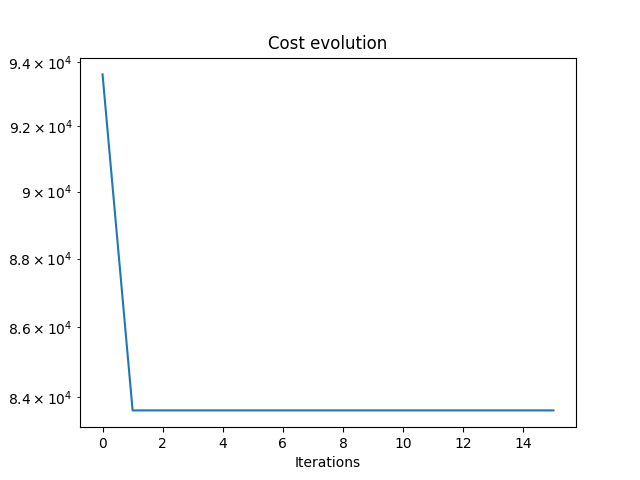 Cost evolution
9.4 × 10⁴
9.2 × 10⁴
9 × 10⁴
8.8 × 10⁴
8.6 × 10⁴
8.4 × 10⁴
0 2 4 6 8 10 12 14
Iterations